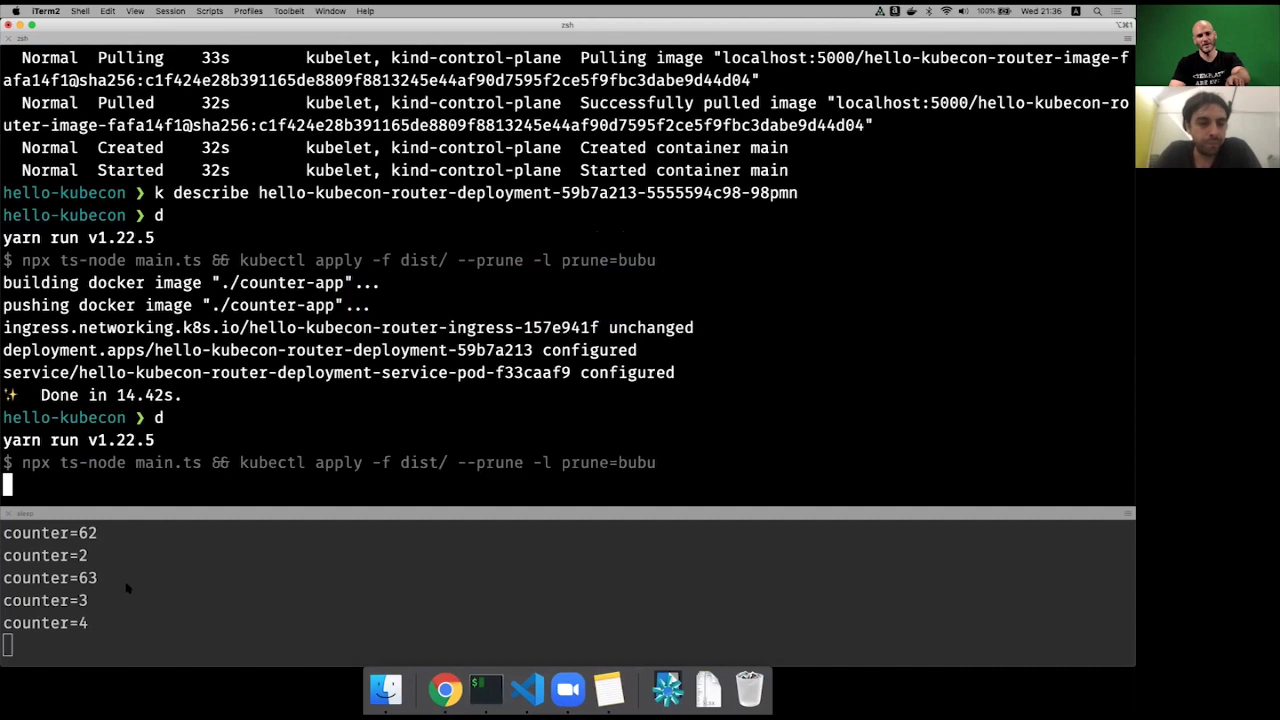 iTerm2 Shell Edit View Session Scripts Profiles Toolbelt Window Help 100% Wed 21:36 A
zsh ⌥⌘1
zsh
Normal Pulling 33s kubelet, kind-control-plane Pulling image "localhost:5000/hello-kubecon-router-image-f
afa14f1@sha256:c1f424e28b391165de8809f8813245e44af90d7595f2ce5f9fbc3dabe9d44d04"
Normal Pulled 32s kubelet, kind-control-plane Successfully pulled image "localhost:5000/hello-kubecon-ro
uter-image-fafa14f1@sha256:c1f424e28b391165de8809f8813245e44af90d7595f2ce5f9fbc3dabe9d44d04"
Normal Created 32s kubelet, kind-control-plane Created container main
Normal Started 32s kubelet, kind-control-plane Started container main
hello-kubecon ❯ k describe hello-kubecon-router-deployment-59b7a213-5555594c98-98pmn
hello-kubecon ❯ d
yarn run v1.22.5
$ npx ts-node main.ts && kubectl apply -f dist/ --prune -l prune=bubu
building docker image "./counter-app"...
pushing docker image "./counter-app"...
ingress.networking.k8s.io/hello-kubecon-router-ingress-157e941f unchanged
deployment.apps/hello-kubecon-router-deployment-59b7a213 configured
service/hello-kubecon-router-deployment-service-pod-f33caaf9 configured
✨ Done in 14.42s.
hello-kubecon ❯ d
yarn run v1.22.5
$ npx ts-node main.ts && kubectl apply -f dist/ --prune -l prune=bubu
sleep
counter=62
counter=2
counter=63
counter=3
counter=4